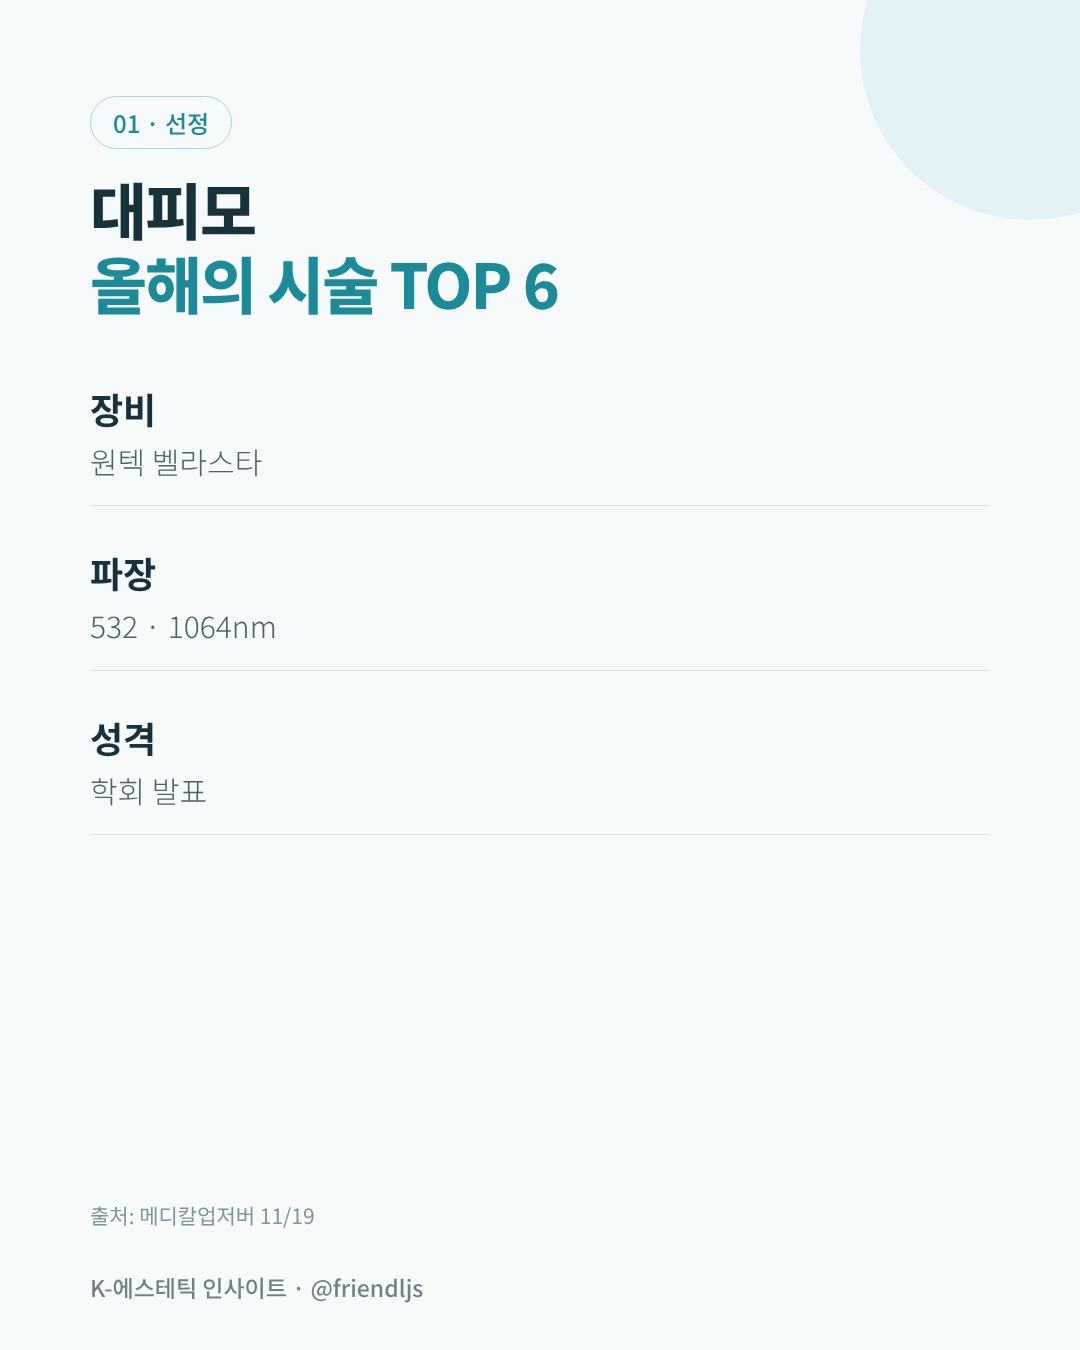 01 · 선정
대피모
올해의 시술 TOP 6
장비
원텍 벨라스타
파장
532 · 1064nm
성격
학회 발표
출처: 메디칼업저버 11/19
K-에스테틱 인사이트 · @friendljs